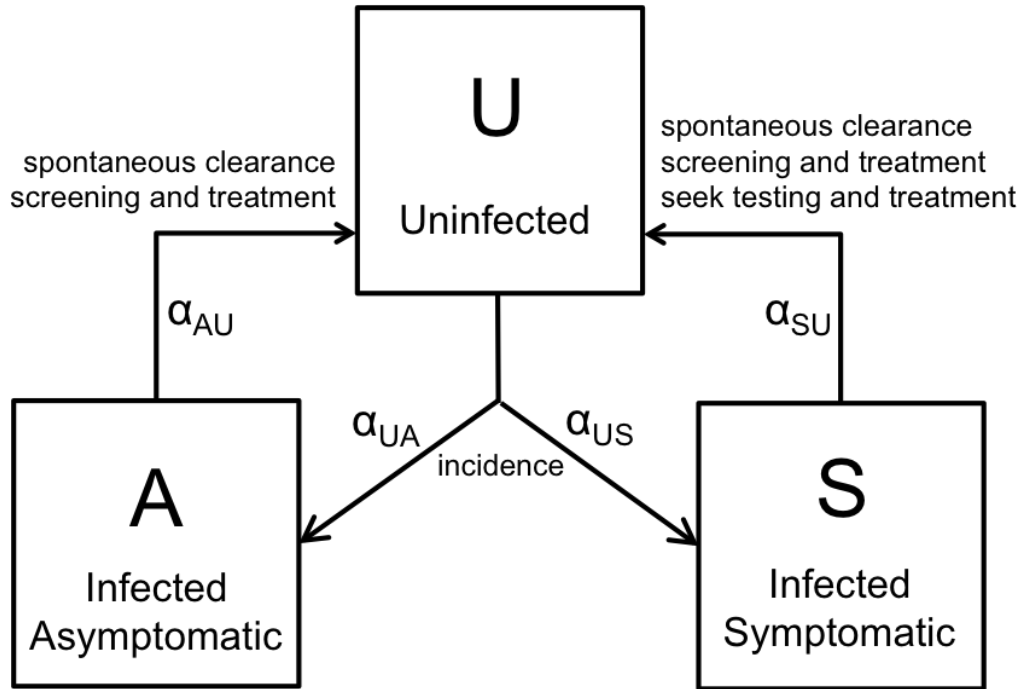 U
Uninfected
spontaneous clearance
screening and treatment
spontaneous clearance
screening and treatment
seek testing and treatment
αAU
αSU
αUA
αUS
incidence
A
Infected
Asymptomatic
S
Infected
Symptomatic